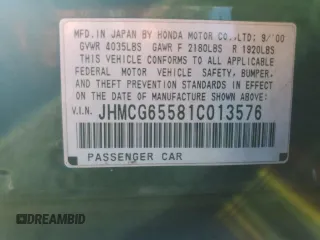 MFD. IN JAPAN BY HONDA MOTOR CO.,LTD. 9/'00
GVWR 4035LBS GAWR F 2180LBS R 1920LBS
THIS VEHICLE CONFORMS TO ALL APPLICABLE
FEDERAL MOTOR VEHICLE SAFETY, BUMPER,
AND THEFT PREVENTION STANDARDS IN EFFECT
ON THE DATE OF MANUFACTURE SHOWN ABOVE.
V.I.N. JHMCG65581C013576
PASSENGER CAR
DREAMBID